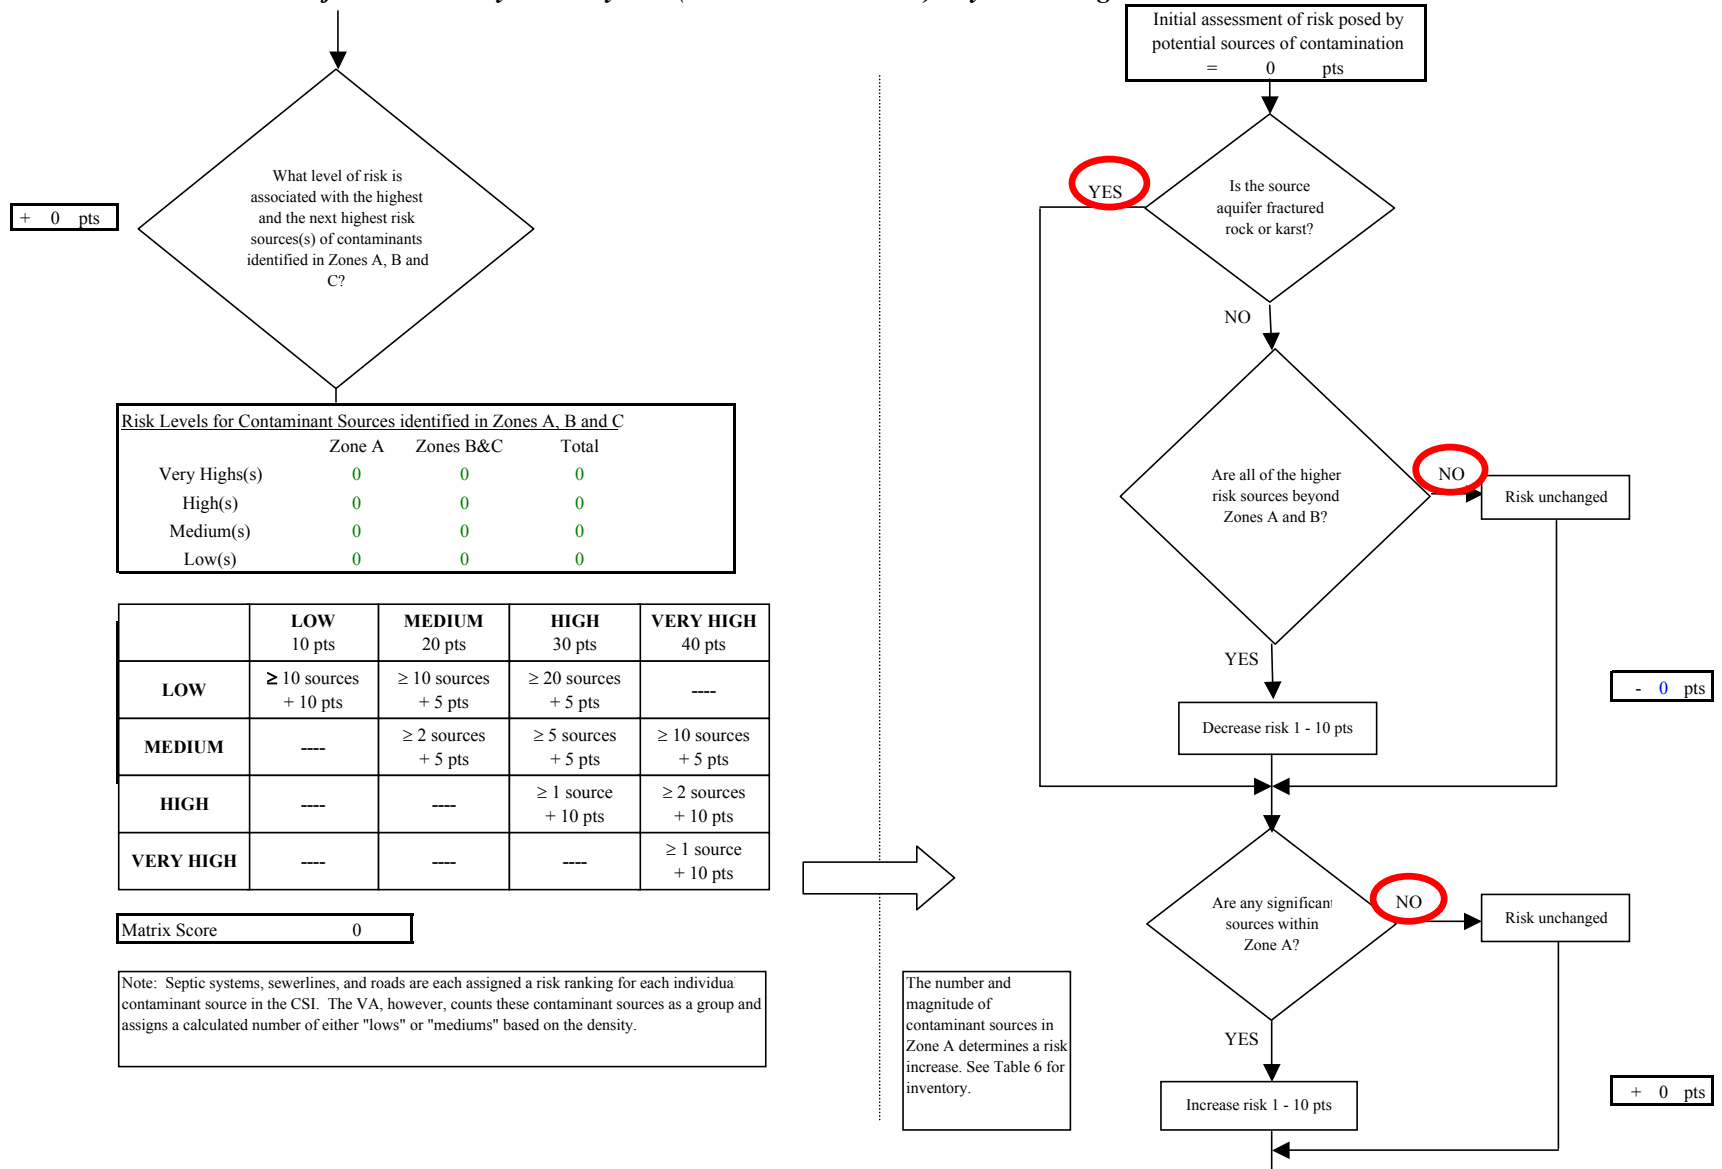 What level of risk is
associated with the highest
and the next highest risk
sources(s) of contaminants
identified in Zones A, B and
C?
+ 0 pts
Risk Levels for Contaminant Sources identified in Zones A, B and C
Zone A Zones B&C Total
Very Highs(s) 0 0 0
High(s) 0 0 0
Medium(s) 0 0 0
Low(s) 0 0 0
LOW MEDIUM HIGH VERY HIGH
10 pts 20 pts 30 pts 40 pts
LOW ≥ 10 sources ≥ 10 sources ≥ 20 sources ----
+ 10 pts + 5 pts + 5 pts
MEDIUM ---- ≥ 2 sources ≥ 5 sources ≥ 10 sources
+ 5 pts + 5 pts + 5 pts
HIGH ---- ---- ≥ 1 source ≥ 2 sources
+ 10 pts + 10 pts
VERY HIGH ---- ---- ---- ≥ 1 source
+ 10 pts
Matrix Score 0
Note: Septic systems, sewerlines, and roads are each assigned a risk ranking for each individua
contaminant source in the CSI. The VA, however, counts these contaminant sources as a group and
assigns a calculated number of either "lows" or "mediums" based on the density.
Initial assessment of risk posed by
potential sources of contamination
= 0 pts
YES
Is the source
aquifer fractured
rock or karst?
NO
Are all of the higher
risk sources beyond
Zones A and B?
NO
Risk unchanged
YES
- 0 pts
Decrease risk 1 - 10 pts
Are any significant
sources within
Zone A?
NO
Risk unchanged
The number and
magnitude of
contaminant sources in
Zone A determines a risk
increase. See Table 6 for
inventory.
YES
+ 0 pts
Increase risk 1 - 10 pts